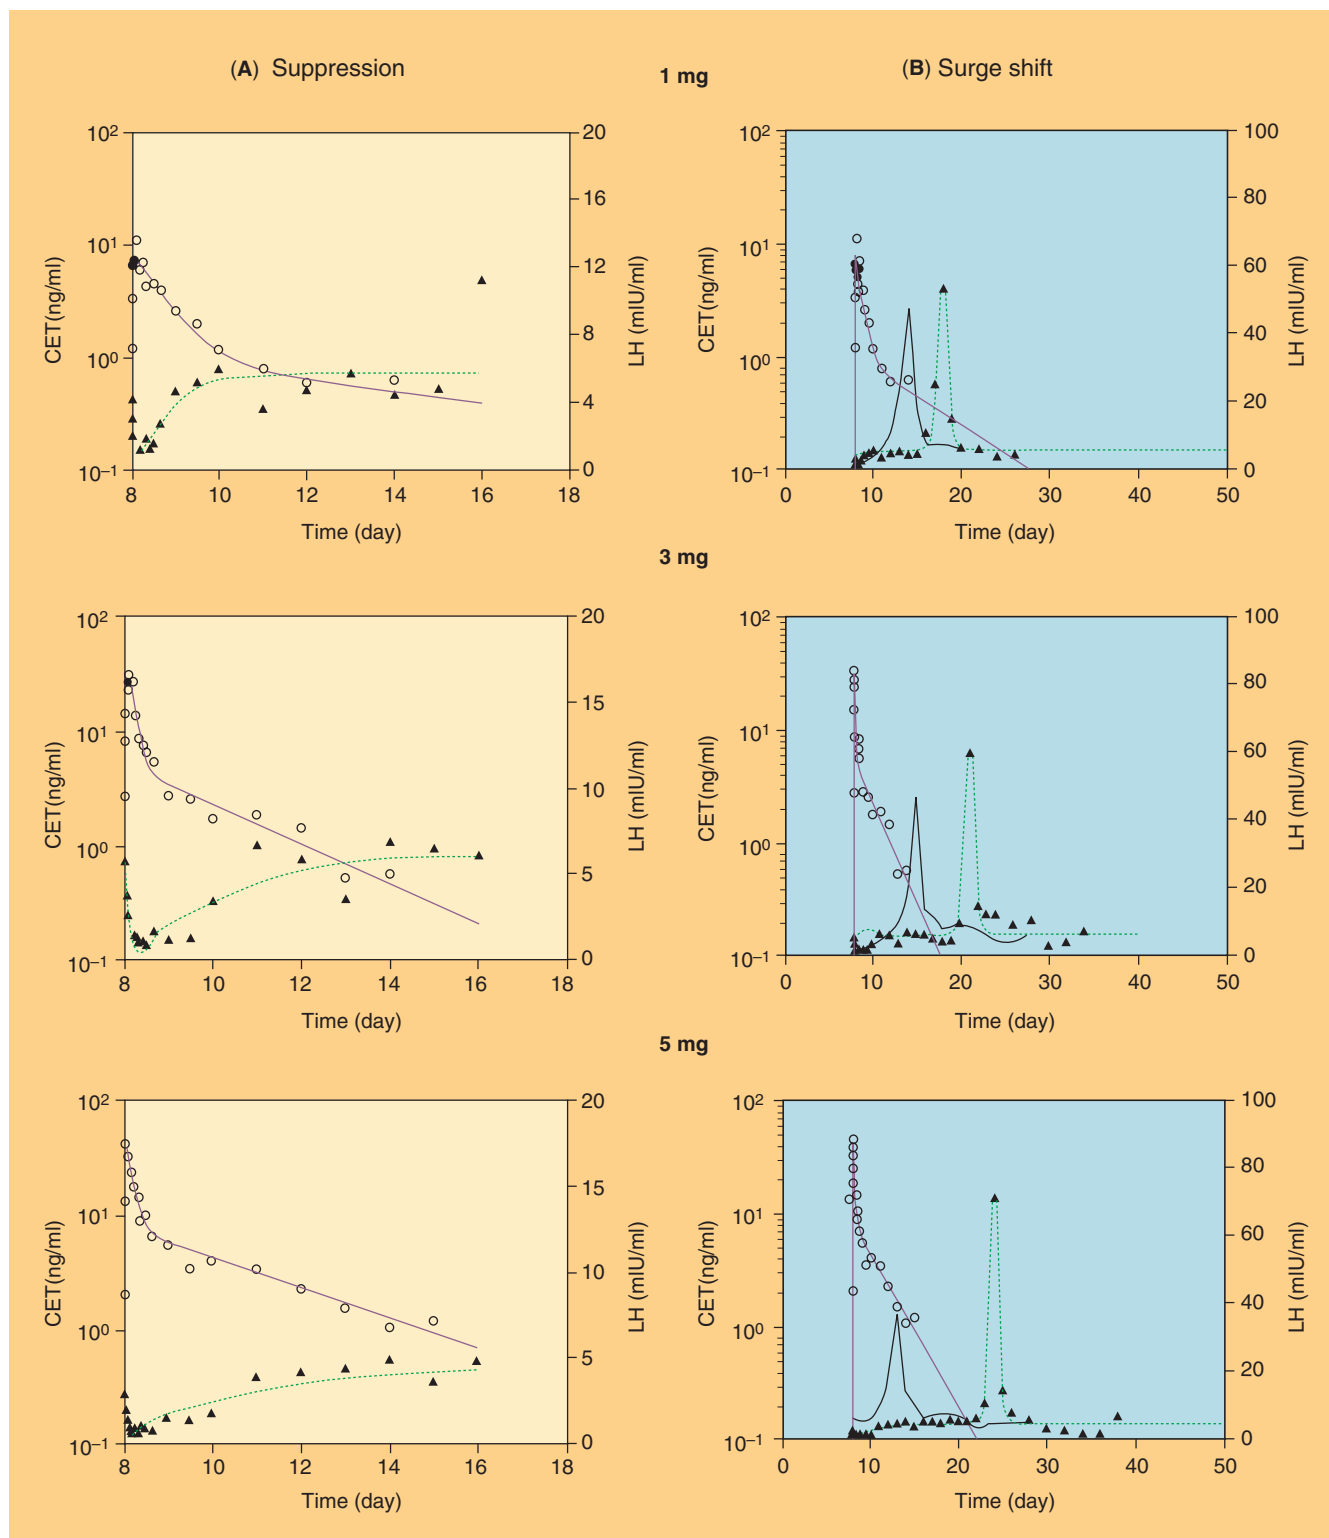 (A) Suppression
1 mg
(B) Surge shift
10² 10¹ 10⁰ 10⁻¹
CET(ng/ml)
20 16 12 8 4 0
LH (mIU/ml)
8 10 12 14 16 18
Time (day)
10² 10¹ 10⁰ 10⁻¹
CET(ng/ml)
100 80 60 40 20 0
LH (mIU/ml)
0 10 20 30 40 50
Time (day)
3 mg
10² 10¹ 10⁰ 10⁻¹
CET(ng/ml)
20 15 10 5 0
LH (mIU/ml)
8 10 12 14 16 18
Time (day)
10² 10¹ 10⁰ 10⁻¹
CET(ng/ml)
100 80 60 40 20 0
LH (mIU/ml)
0 10 20 30 40 50
Time (day)
5 mg
10² 10¹ 10⁰ 10⁻¹
CET(ng/ml)
20 15 10 5 0
LH (mIU/ml)
8 10 12 14 16 18
Time (day)
10² 10¹ 10⁰ 10⁻¹
CET(ng/ml)
100 80 60 40 20 0
LH (mIU/ml)
0 10 20 30 40 50
Time (day)